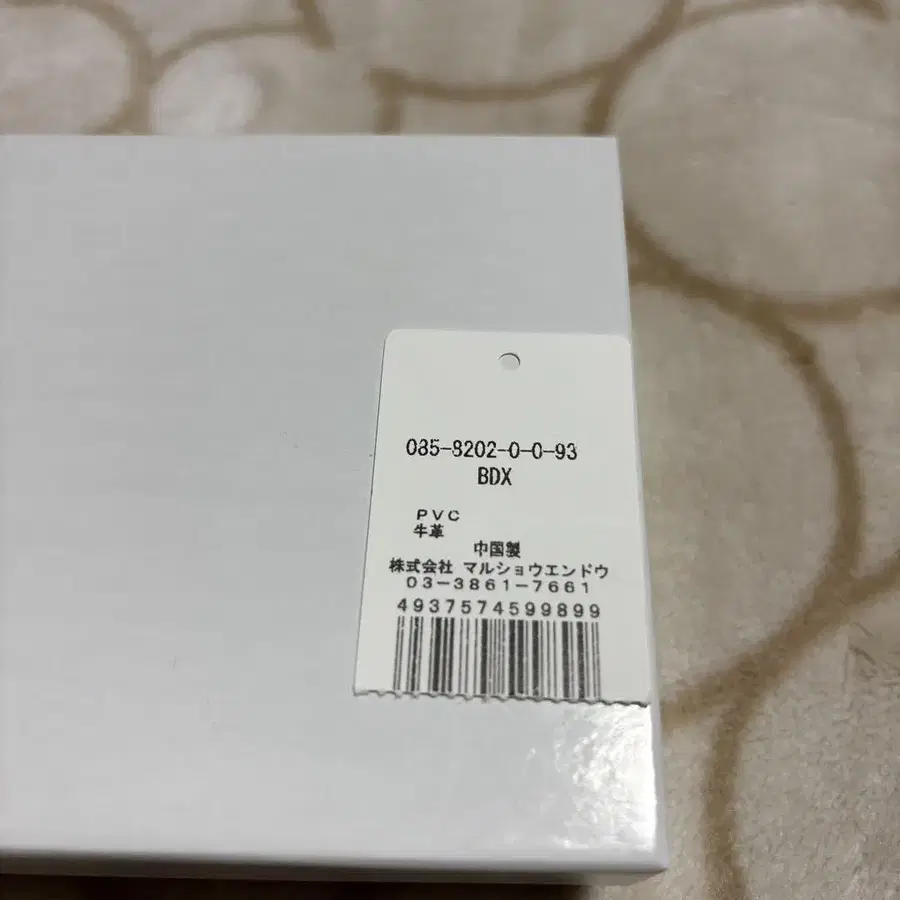 085-8202-0-0-93
BDX
PVC
牛革
中国製
株式会社 マルショウエンドウ
03-3861-7661
4937574599899